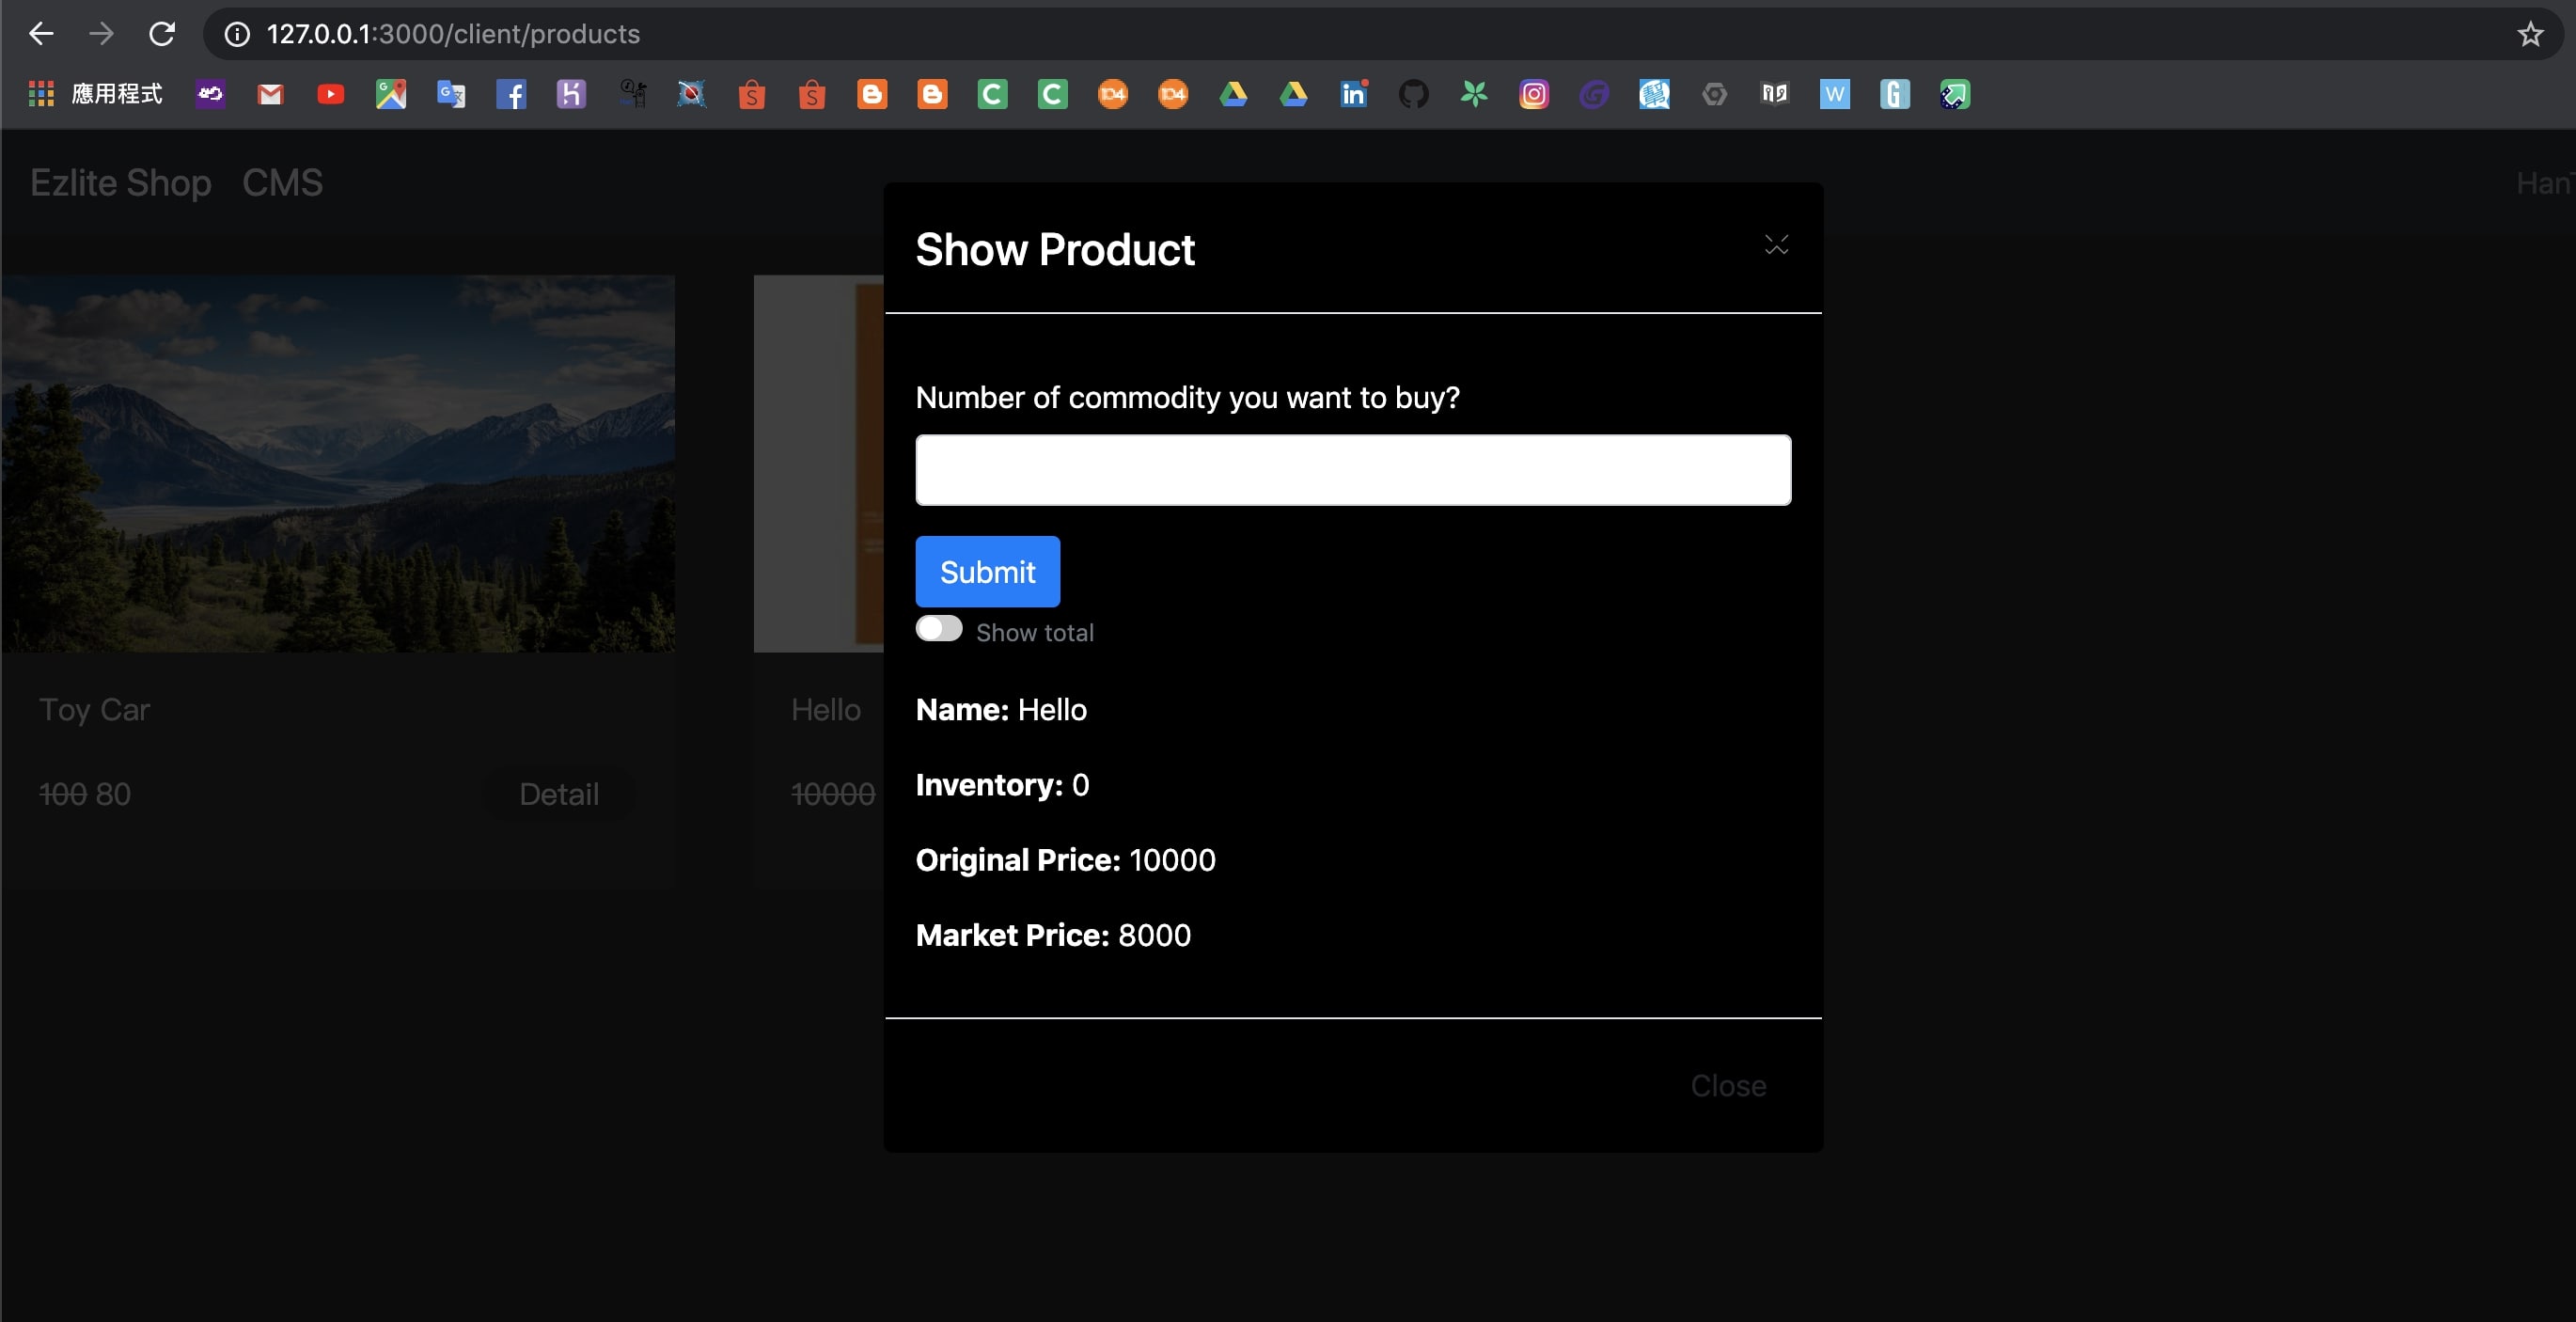 127.0.0.1:3000/client/products
應用程式
Ezlite Shop CMS
Show Product
Number of commodity you want to buy?
Submit
Show total
Name: Hello
Inventory: 0
Original Price: 10000
Market Price: 8000
Close
Toy Car
100 80
Detail
Hello
10000